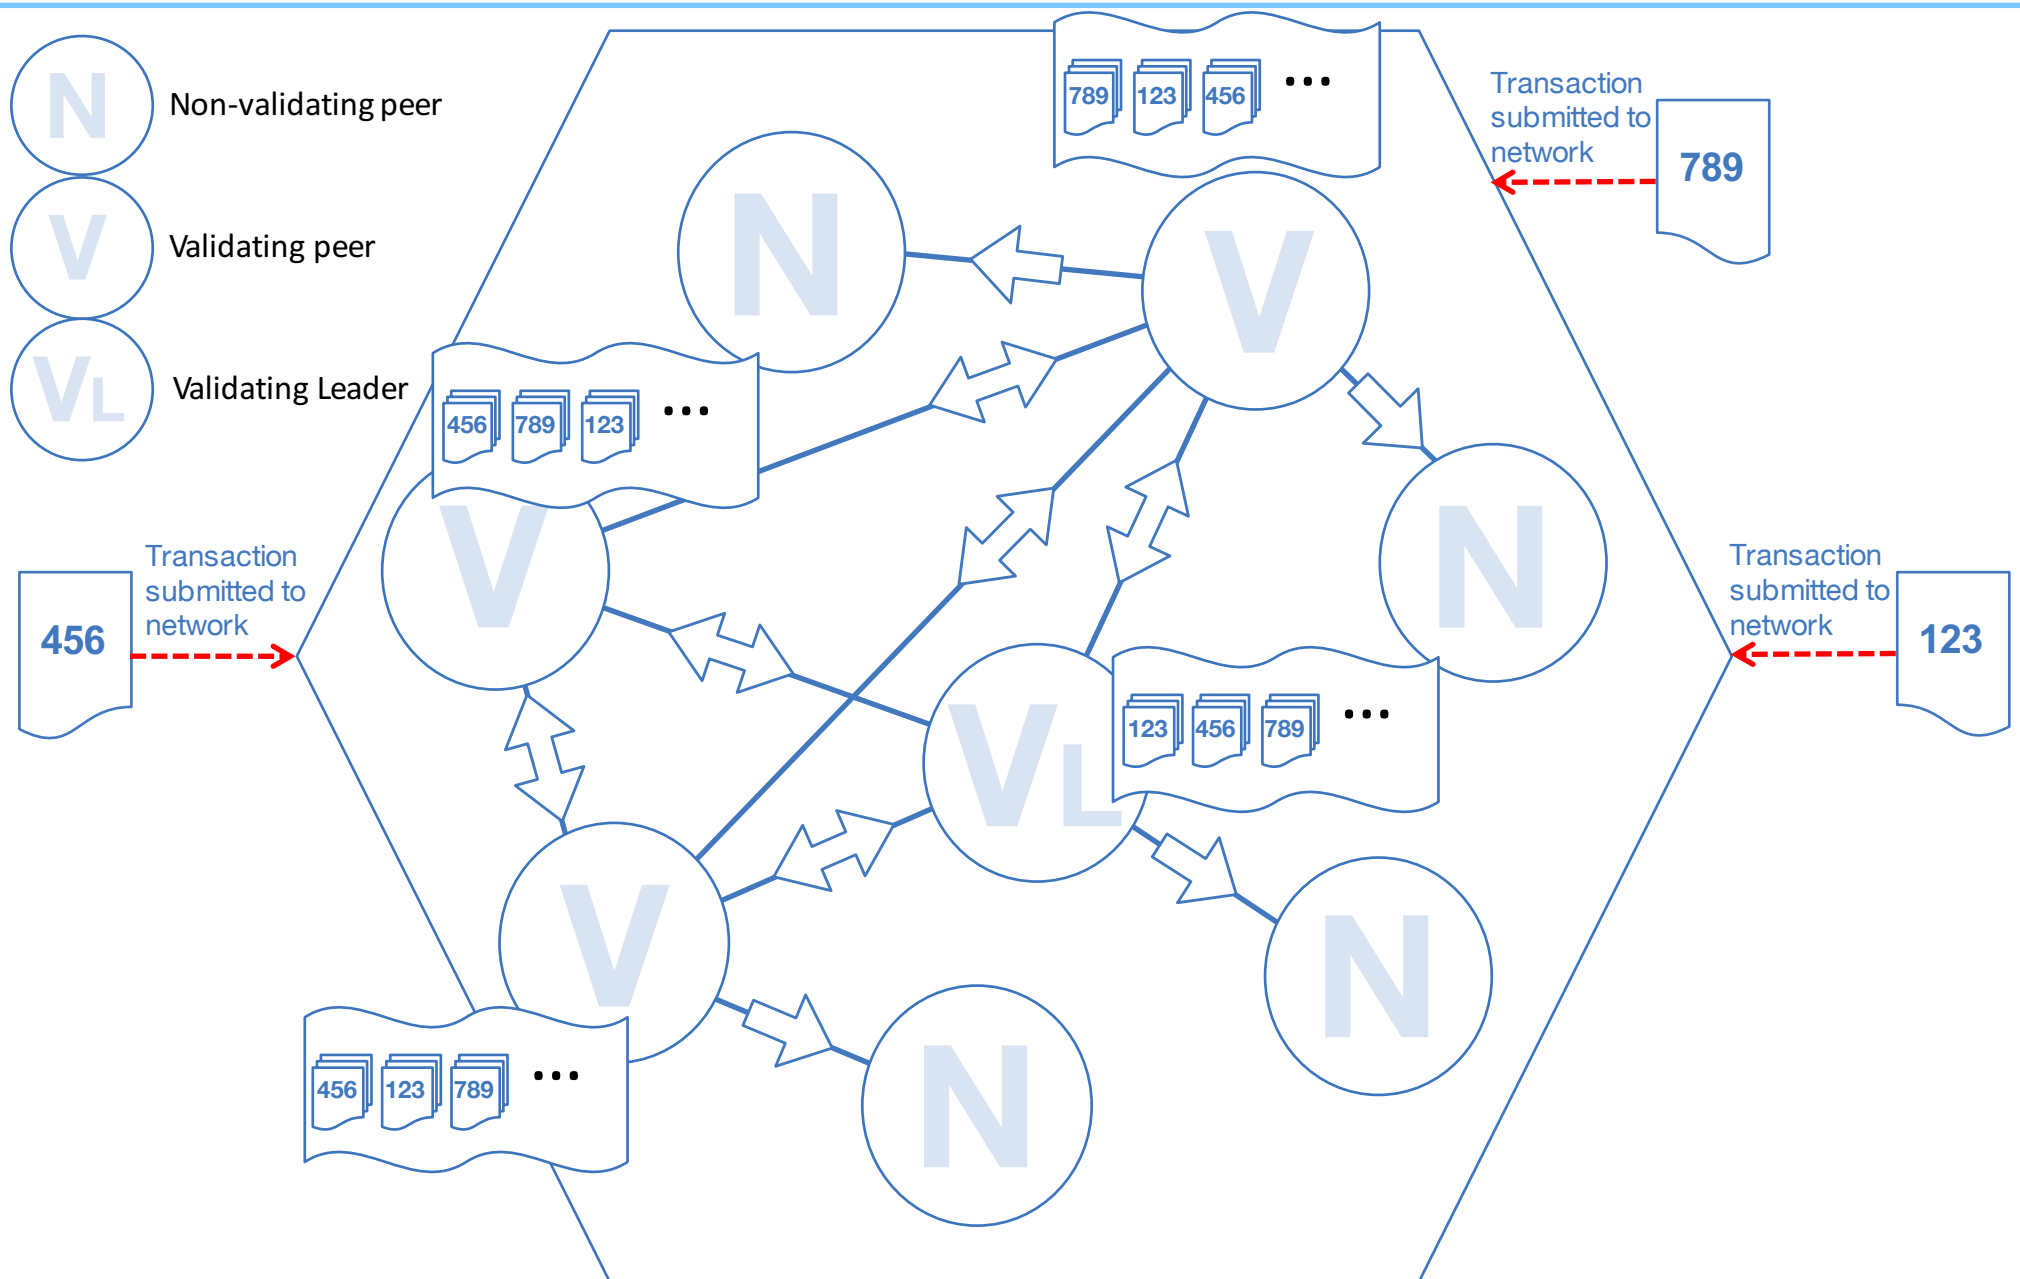 N
Non-validating peer
V
Validating peer
VL
Validating Leader
789 123 456 ...
Transaction
submitted to
network
789
N
V
456 789 123 ...
V
N
Transaction
submitted to
network
456
Transaction
submitted to
network
123
VL
123 456 789 ...
V
N
N
456 123 789 ...